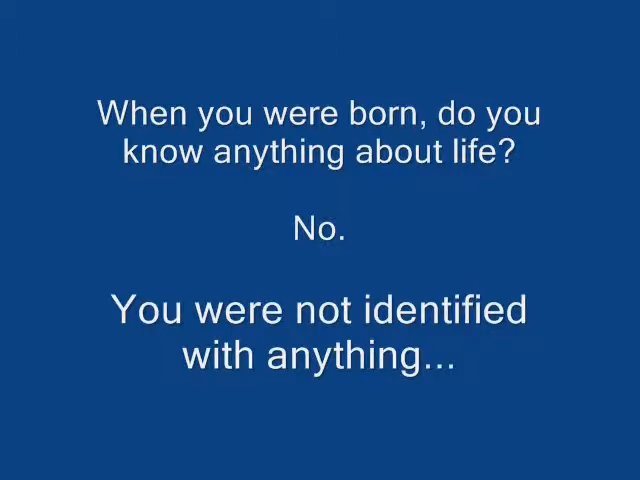 When you were born, do you
know anything about life?
No.
You were not identified
with anything...